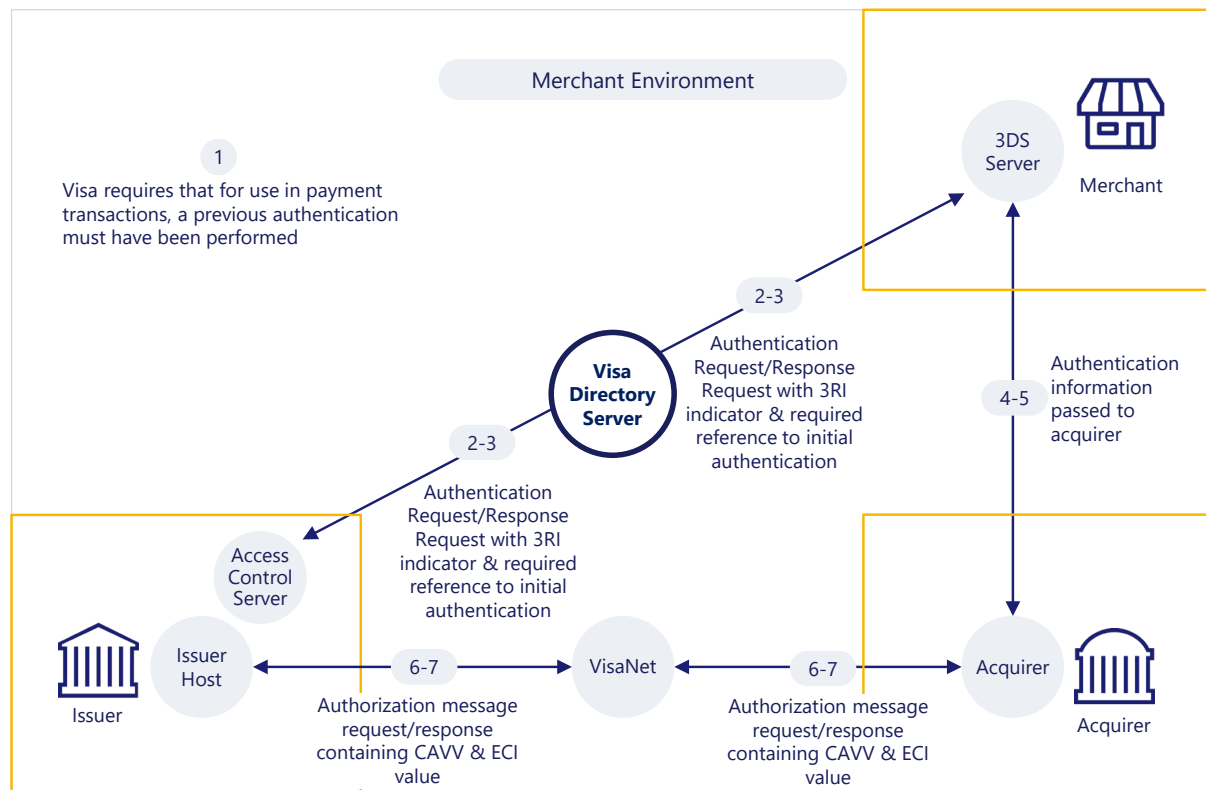 Merchant Environment
3DS
Server
Merchant
1
Visa requires that for use in payment
transactions, a previous authentication
must have been performed
2-3
Authentication
Request/Response
Request with 3RI
indicator & required
reference to initial
authentication
Visa
Directory
Server
Authentication
information
passed to
acquirer
4-5
2-3
Authentication
Request/Response
Request with 3RI
indicator & required
reference to initial
authentication
Access
Control
Server
Issuer
Host
Issuer
6-7
Authorization message
request/response
containing CAVV & ECI
value
VisaNet
6-7
Authorization message
request/response
containing CAVV & ECI
value
Acquirer
Acquirer